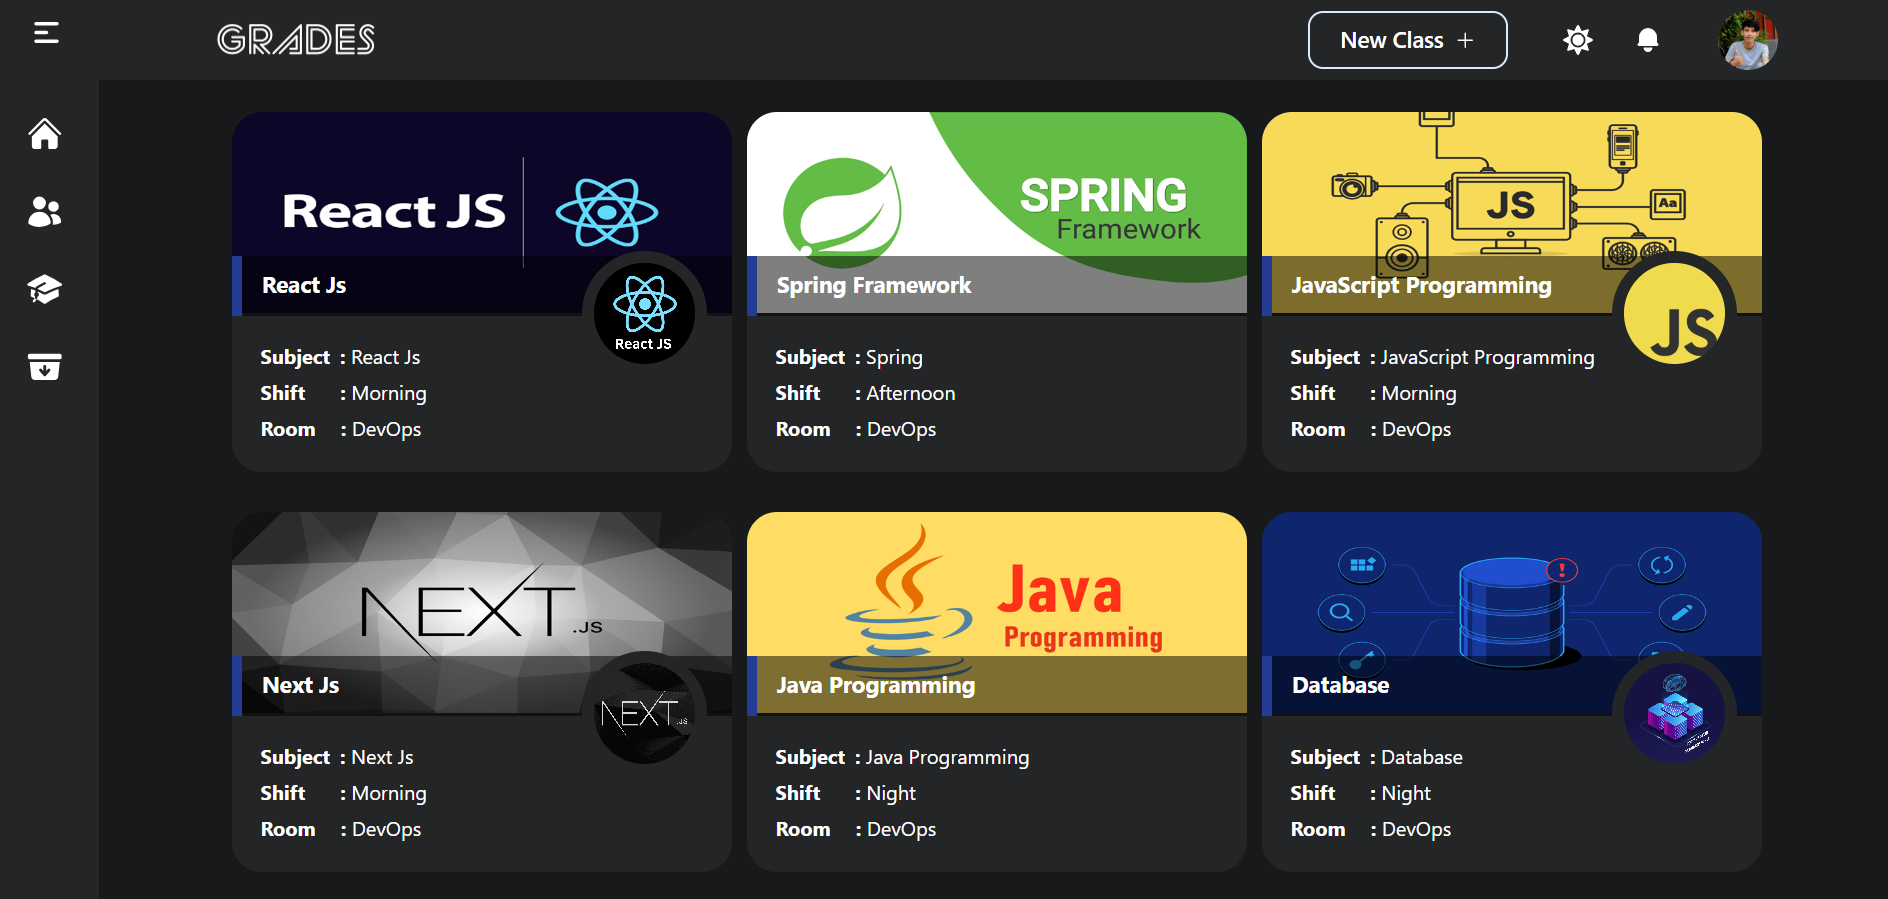 GRADES
New Class +
React JS
React Js
React JS
Subject : React Js
Shift : Morning
Room : DevOps
SPRING
Framework
Spring Framework
Subject : Spring
Shift : Afternoon
Room : DevOps
JS
Aa
JavaScript Programming
JS
Subject : JavaScript Programming
Shift : Morning
Room : DevOps
NEXT.JS
Next Js
NEXT.JS
Subject : Next Js
Shift : Morning
Room : DevOps
Java
Programming
Java Programming
Subject : Java Programming
Shift : Night
Room : DevOps
Database
Subject : Database
Shift : Night
Room : DevOps